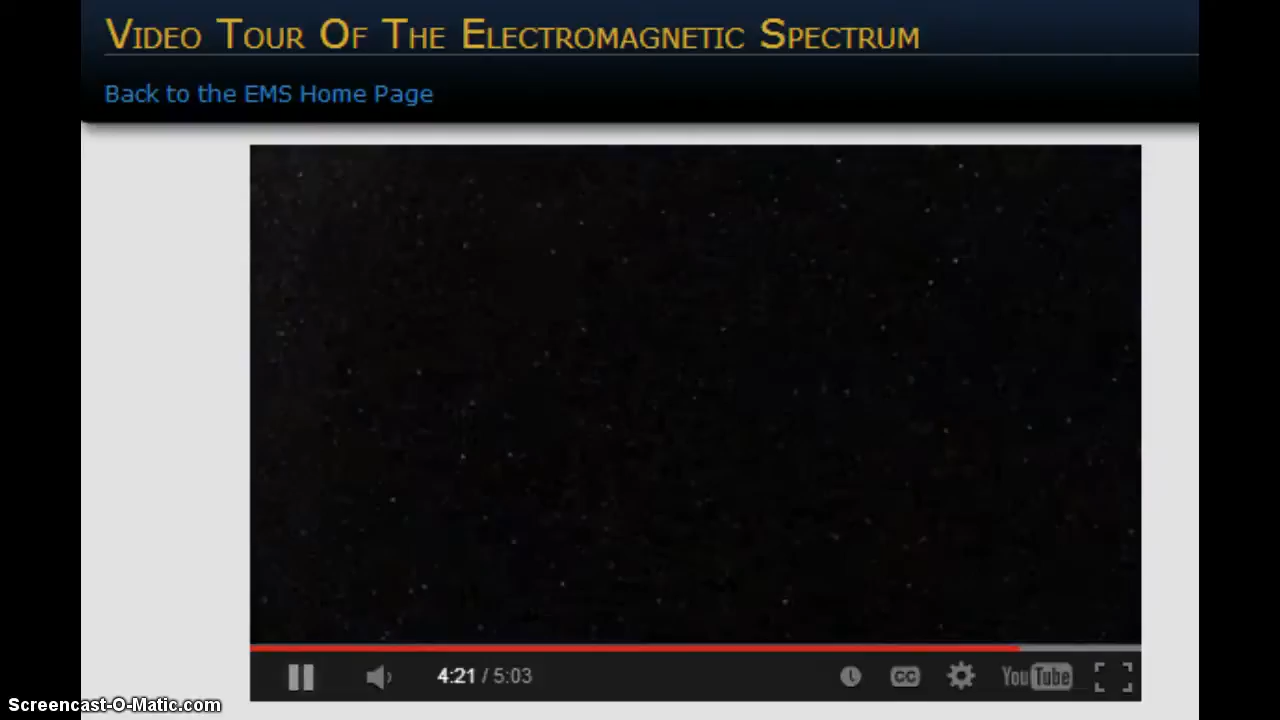 Video Tour Of The Electromagnetic Spectrum
Back to the EMS Home Page
4:21 / 5:03
CC
YouTube
Screencast-O-Matic.com